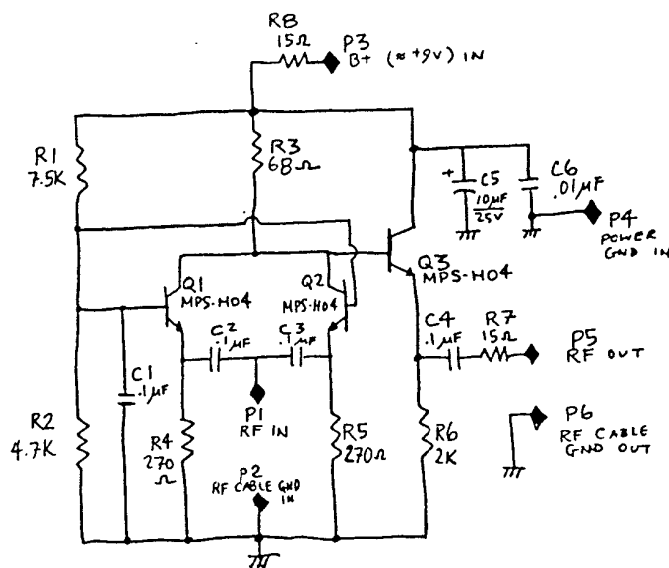 R8
15Ω
P3
B+ (≈ +9V) IN
R1
7.5K
R3
68Ω
C5
10µF
25V
+
C6
.01µF
P4
POWER
GND IN
Q1
MPS-H04
Q2
MPS-H04
Q3
MPS-H04
C2
.1µF
C3
.1µF
C4
.1µF
R7
15Ω
P5
RF OUT
C1
.1µF
P1
RF IN
R2
4.7K
R4
270
Ω
R5
270Ω
R6
2K
P6
RF CABLE
GND OUT
P2
RF CABLE GND
IN